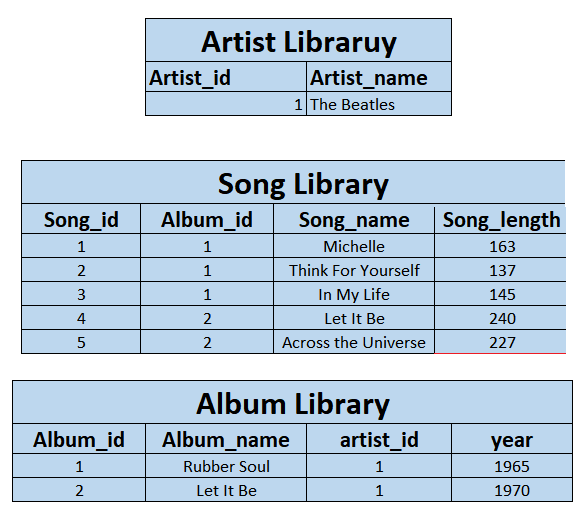 Artist Libraruy
Artist_id Artist_name
1 The Beatles
Song Library
Song_id Album_id Song_name Song_length
1 1 Michelle 163
2 1 Think For Yourself 137
3 1 In My Life 145
4 2 Let It Be 240
5 2 Across the Universe 227
Album Library
Album_id Album_name artist_id year
1 Rubber Soul 1 1965
2 Let It Be 1 1970